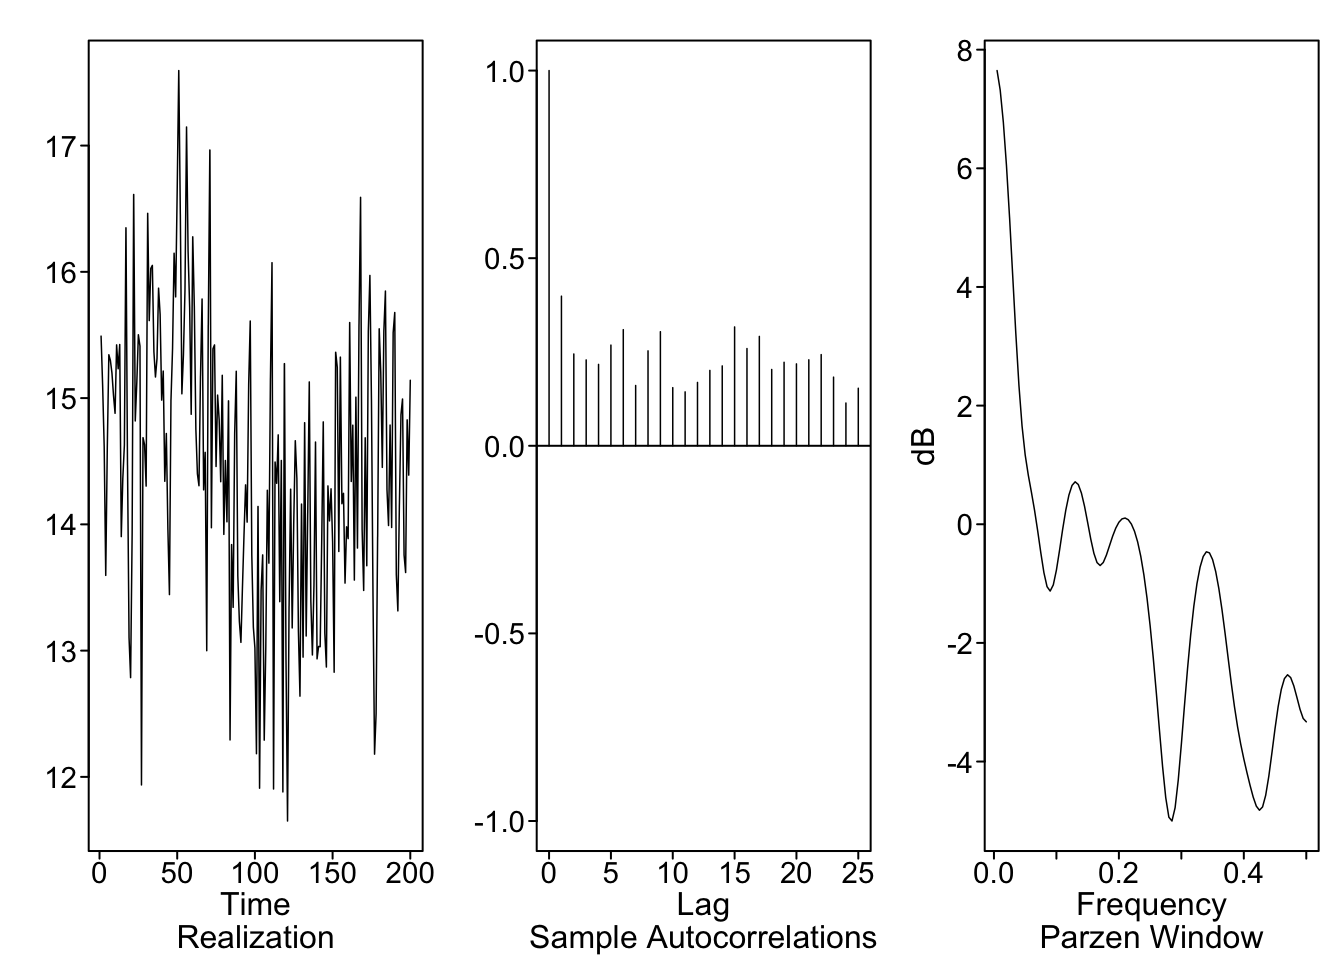 17
16
15
14
13
12
0 50 100 150 200
Time
Realization
1.0
0.5
0.0
-0.5
-1.0
0 5 10 15 20 25
Lag
Sample Autocorrelations
dB
8
6
4
2
0
-2
-4
0.0 0.2 0.4
Frequency
Parzen Window